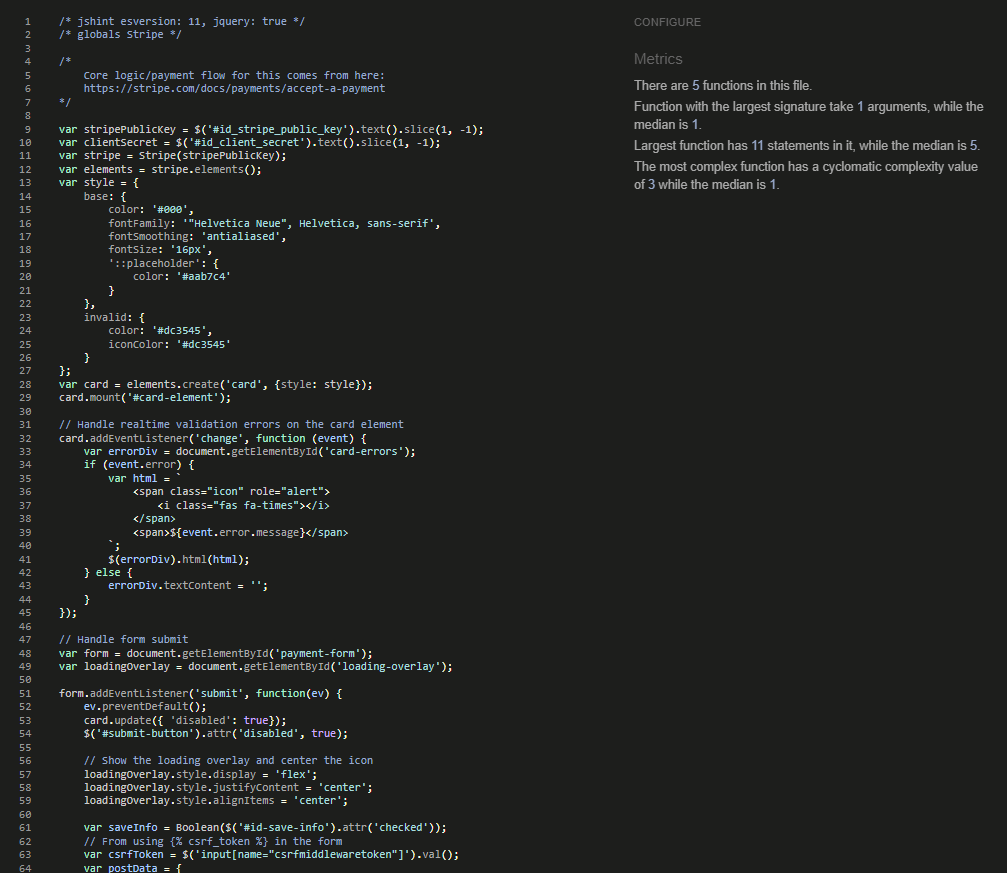 1 /* jshint esversion: 11, jquery: true */
2 /* globals Stripe */
3
4 /*
5     Core logic/payment flow for this comes from here:
6     https://stripe.com/docs/payments/accept-a-payment
7 */
8
9 var stripePublicKey = $('#id_stripe_public_key').text().slice(1, -1);
10 var clientSecret = $('#id_client_secret').text().slice(1, -1);
11 var stripe = Stripe(stripePublicKey);
12 var elements = stripe.elements();
13 var style = {
14     base: {
15         color: '#000',
16         fontFamily: '"Helvetica Neue", Helvetica, sans-serif',
17         fontSmoothing: 'antialiased',
18         fontSize: '16px',
19         '::placeholder': {
20             color: '#aab7c4'
21         }
22     },
23     invalid: {
24         color: '#dc3545',
25         iconColor: '#dc3545'
26     }
27 };
28 var card = elements.create('card', {style: style});
29 card.mount('#card-element');
30
31 // Handle realtime validation errors on the card element
32 card.addEventListener('change', function (event) {
33     var errorDiv = document.getElementById('card-errors');
34     if (event.error) {
35         var html = `
36             <span class="icon" role="alert">
37                 <i class="fas fa-times"></i>
38             </span>
39             <span>${event.error.message}</span>
40         `;
41         $(errorDiv).html(html);
42     } else {
43         errorDiv.textContent = '';
44     }
45 });
46
47 // Handle form submit
48 var form = document.getElementById('payment-form');
49 var loadingOverlay = document.getElementById('loading-overlay');
50
51 form.addEventListener('submit', function(ev) {
52     ev.preventDefault();
53     card.update({ 'disabled': true});
54     $('#submit-button').attr('disabled', true);
55
56     // Show the loading overlay and center the icon
57     loadingOverlay.style.display = 'flex';
58     loadingOverlay.style.justifyContent = 'center';
59     loadingOverlay.style.alignItems = 'center';
60
61     var saveInfo = Boolean($('#id-save-info').attr('checked'));
62     // From using {% csrf_token %} in the form
63     var csrfToken = $('input[name="csrfmiddlewaretoken"]').val();
64     var postData = {
CONFIGURE
Metrics
There are 5 functions in this file.
Function with the largest signature take 1 arguments, while the
median is 1.
Largest function has 11 statements in it, while the median is 5.
The most complex function has a cyclomatic complexity value
of 3 while the median is 1.